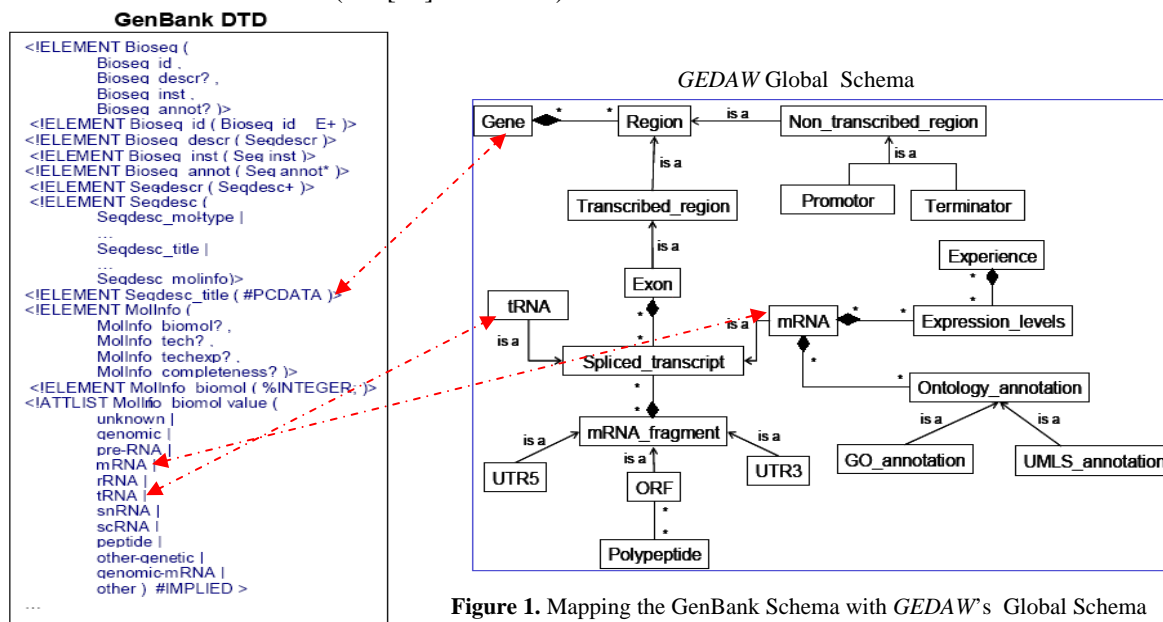 GenBank DTD
<!ELEMENT Bioseq (
Bioseq_id ,
Bioseq_descr? ,
Bioseq_inst ,
Bioseq_annot? )>
<!ELEMENT Bioseq_id ( Bioseq_id__E+ )>
<!ELEMENT Bioseq_descr ( Seqdescr )>
<!ELEMENT Bioseq_inst ( Seq inst )>
<!ELEMENT Bioseq_annot ( Seq annot* )>
<!ELEMENT Seqdescr ( Seqdesc+ )>
<!ELEMENT Seqdesc (
Seqdesc_mol-type |
...
Seqdesc_title |
...
Seqdesc_molinfo)>
<!ELEMENT Seqdesc_title ( #PCDATA )>
<!ELEMENT MolInfo (
MolInfo_biomol? ,
MolInfo_tech? ,
MolInfo_techexp? ,
MolInfo_completeness? )>
<!ELEMENT MolInfo_biomol ( %INTEGER; )>
<!ATTLIST MolInfo_biomol value (
unknown |
genomic |
pre-RNA |
mRNA |
rRNA |
tRNA |
snRNA |
scRNA |
peptide |
other-genetic |
genomic-mRNA |
other ) #IMPLIED >
...
GEDAW Global Schema
Gene * * Region is a Non_transcribed_region
is a is a
Promotor Terminator
Transcribed_region
is a Experience
Exon * *
tRNA * mRNA * * Expression_levels
is a * is a *
Spliced_transcript * Ontology_annotation
* is a is a
is a * mRNA_fragment is a
GO_annotation UMLS_annotation
UTR5 is a UTR3
ORF
*
*
Polypeptide
Figure 1. Mapping the GenBank Schema with GEDAW's Global Schema